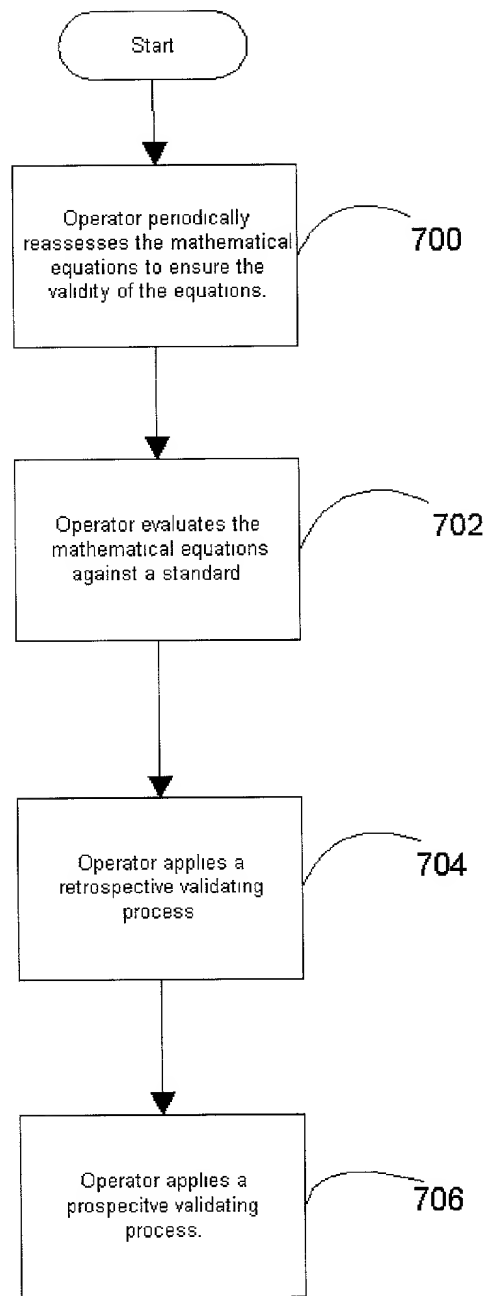 Start
Operator periodically
reassesses the mathematical
equations to ensure the
validity of the equations.
700
Operator evaluates the
mathematical equations
against a standard
702
Operator applies a
retrospective validating
process
704
Operator applies a
prospecitve validating
process.
706